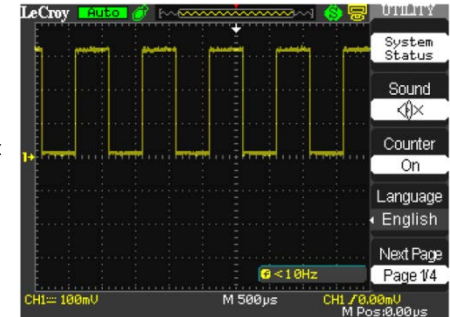 LeCroy Auto UTILITY
System
Status
Sound
Counter
On
Language
English
Next Page
Page 1/4
1
<10Hz
CH1 100mV M 500µs CH1 0.00mV
M Pos:0.00µs